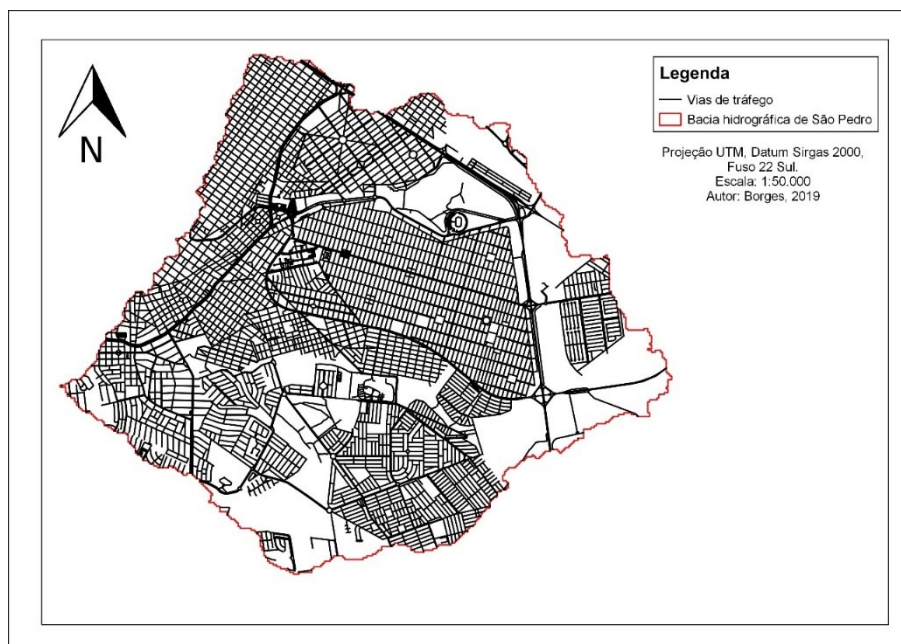 N
Legenda
Vias de tráfego
Bacia hidrográfica de São Pedro
Projeção UTM, Datum Sirgas 2000,
Fuso 22 Sul.
Escala: 1:50.000
Autor: Borges, 2019